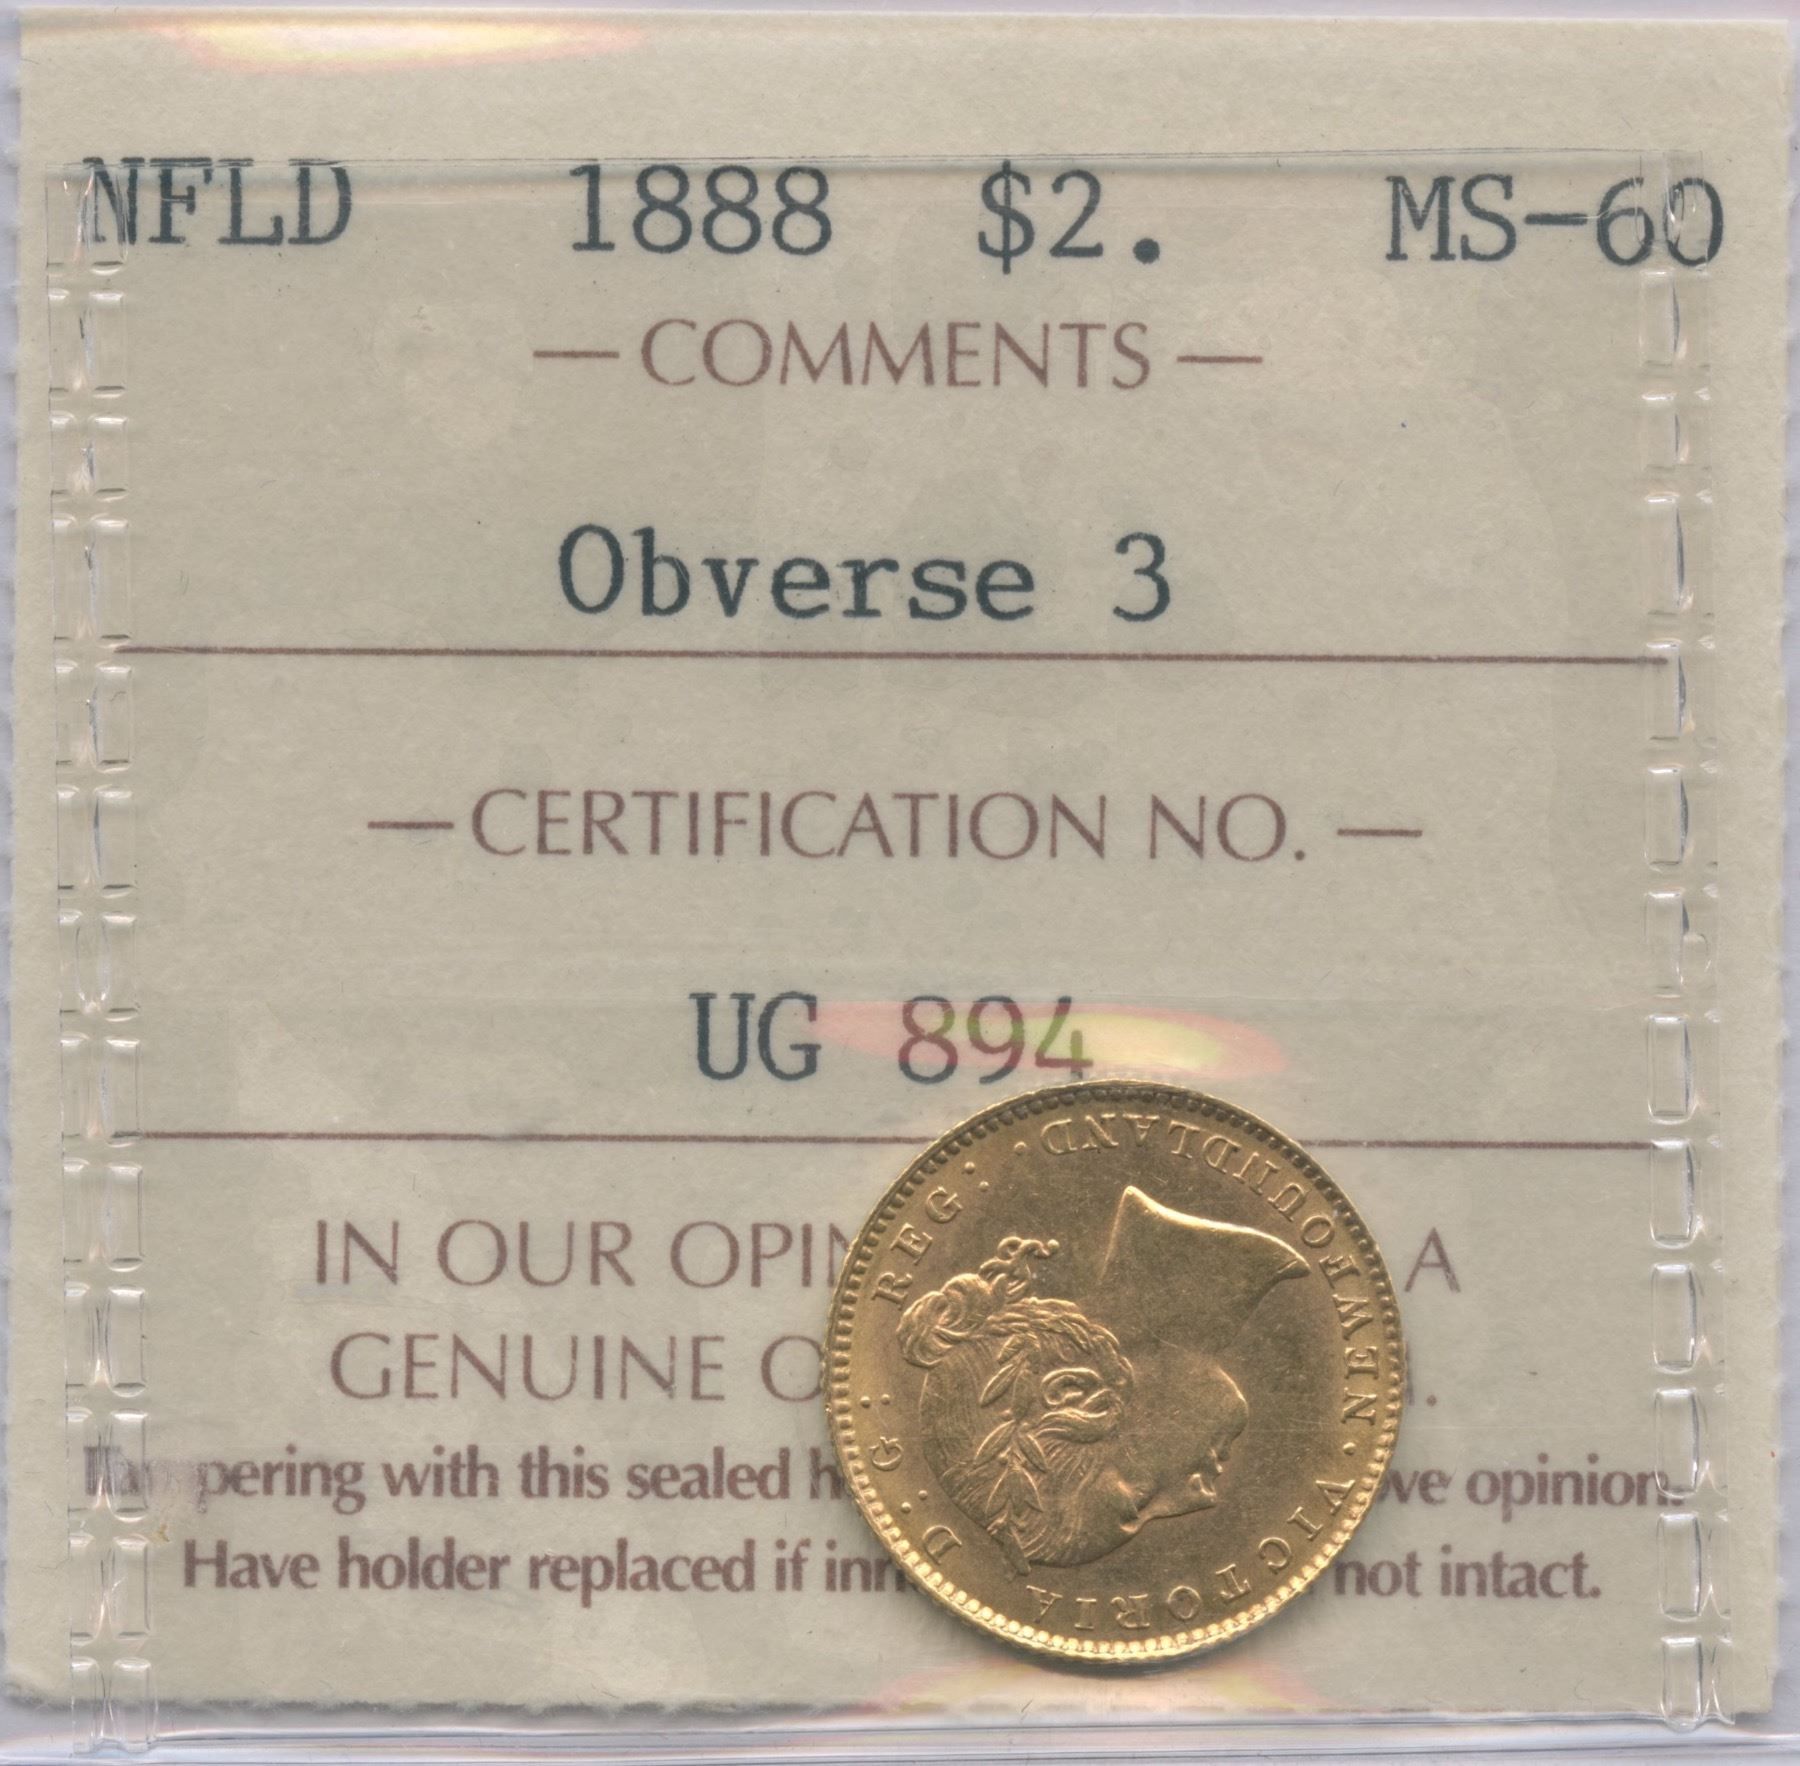 NFLD 1888 $2. MS-60
— COMMENTS —
Obverse 3
— CERTIFICATION NO. —
UG 894
IN OUR OPIN A
GENUINE O .
Tampering with this sealed h ve opinion.
Have holder replaced if inn not intact.
VICTORIA D:G: REG: · NEWFOUNDLAND ·